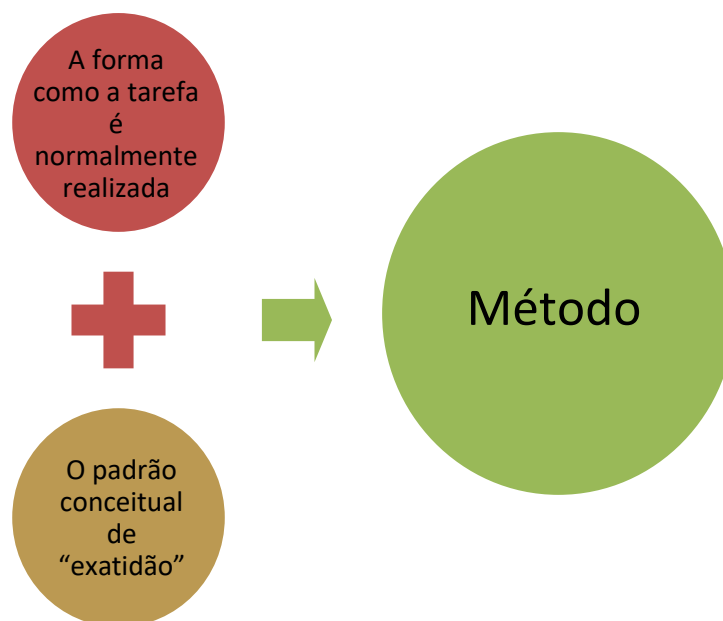 A forma
como a tarefa
é
normalmente
realizada
Método
O padrão
conceitual
de
“exatidão”